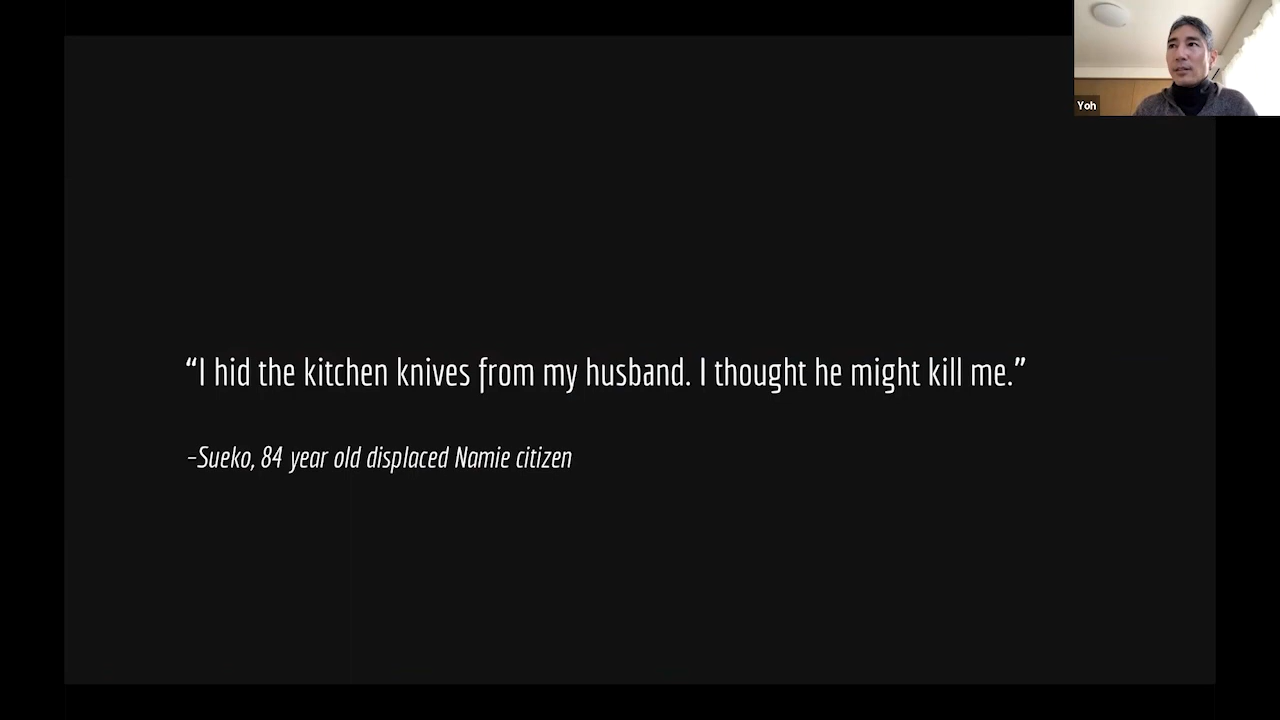 Yoh
“I hid the kitchen knives from my husband. I thought he might kill me.”
–Sueko, 84 year old displaced Namie citizen